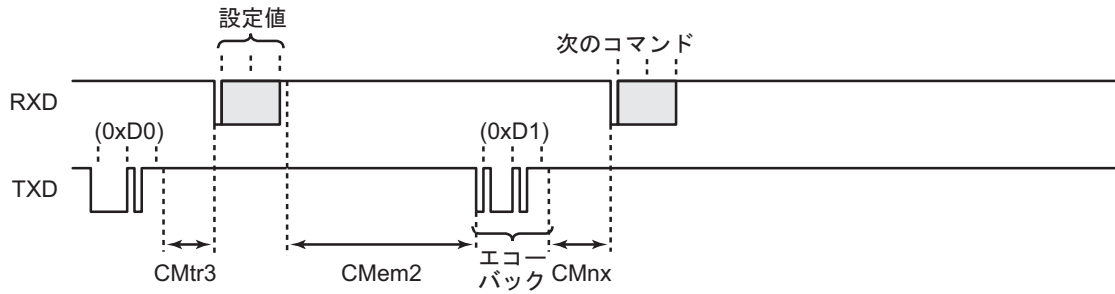 設定値
次のコマンド
RXD
(0xD0)
(0xD1)
TXD
CMtr3
CMem2
エコー
バック
CMnx